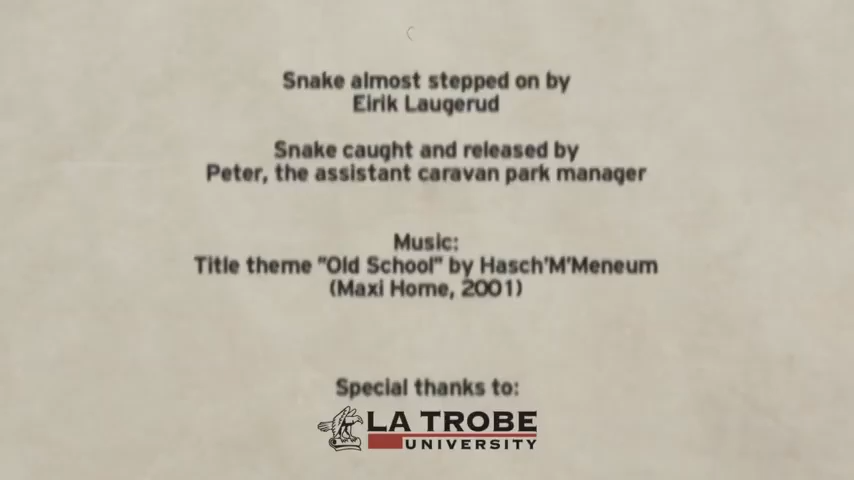 Snake almost stepped on by
Eirik Laugerud
Snake caught and released by
Peter, the assistant caravan park manager
Music:
Title theme "Old School" by Hasch'M'Meneum
(Maxi Home, 2001)
Special thanks to:
LA TROBE
UNIVERSITY